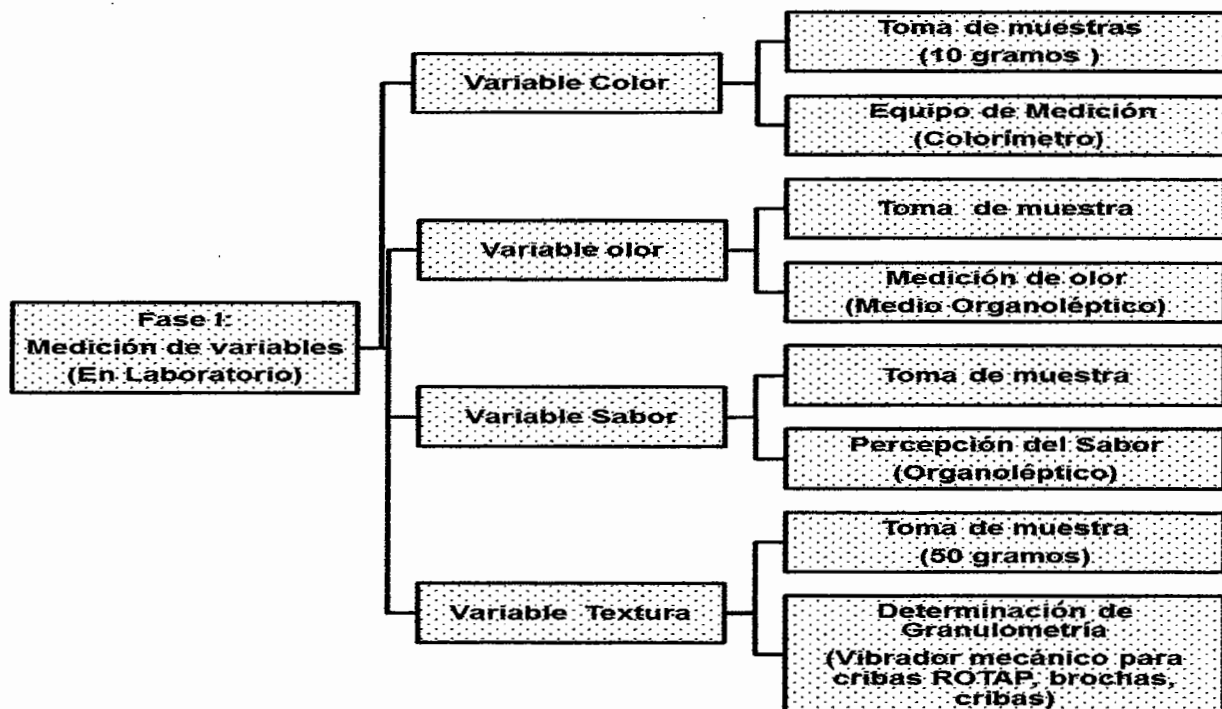 Fase I:
Medición de variables
(En Laboratorio)
Variable Color
Toma de muestras
(10 gramos )
Equipo de Medición
(Colorímetro)
Variable olor
Toma de muestra
Medición de olor
(Medio Organoléptico)
Variable Sabor
Toma de muestra
Percepción del Sabor
(Organoléptico)
Variable Textura
Toma de muestra
(50 gramos)
Determinación de
Granulometría
(Vibrador mecánico para
cribas ROTAP, brochas,
cribas)